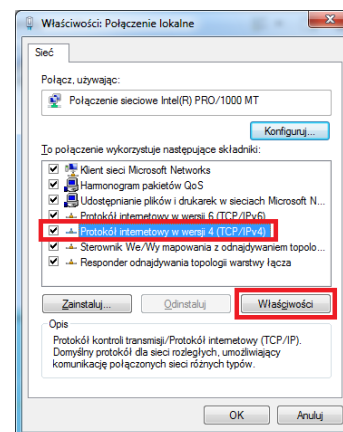 Właściwości: Połączenie lokalne
Sieć
Połącz, używając:
Połączenie sieciowe Intel(R) PRO/1000 MT
Konfiguruj...
To połączenie wykorzystuje następujące składniki:
Klient sieci Microsoft Networks
Harmonogram pakietów QoS
Udostępnianie plików i drukarek w sieciach Microsoft N...
Protokół internetowy w wersji 6 (TCP/IPv6)
Protokół internetowy w wersji 4 (TCP/IPv4)
Sterownik We/Wy mapowania z odnajdywaniem topolo...
Responder odnajdywania topologii warstwy łącza
Zainstaluj... Odinstaluj Właściwości
Opis
Protokół kontroli transmisji/Protokół internetowy (TCP/IP).
Domyślny protokół dla sieci rozległych, umożliwiający
komunikację połączonych sieci różnych typów.
OK Anuluj